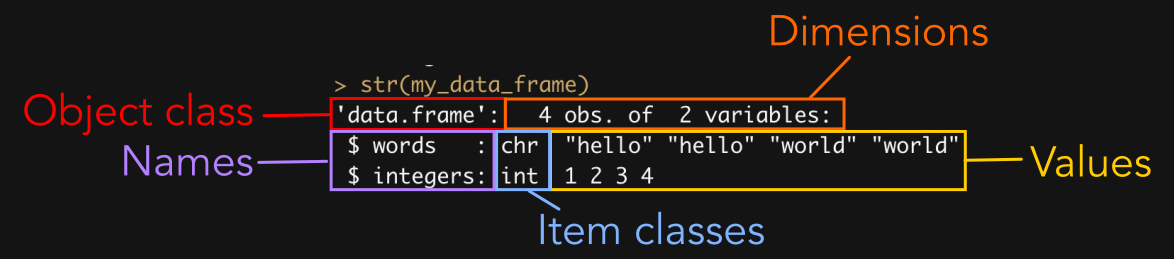 Dimensions
> str(my_data_frame)
Object class
'data.frame':   4 obs. of  2 variables:
Names
$ words   : chr  "hello" "hello" "world" "world"
$ integers: int  1 2 3 4
Values
Item classes